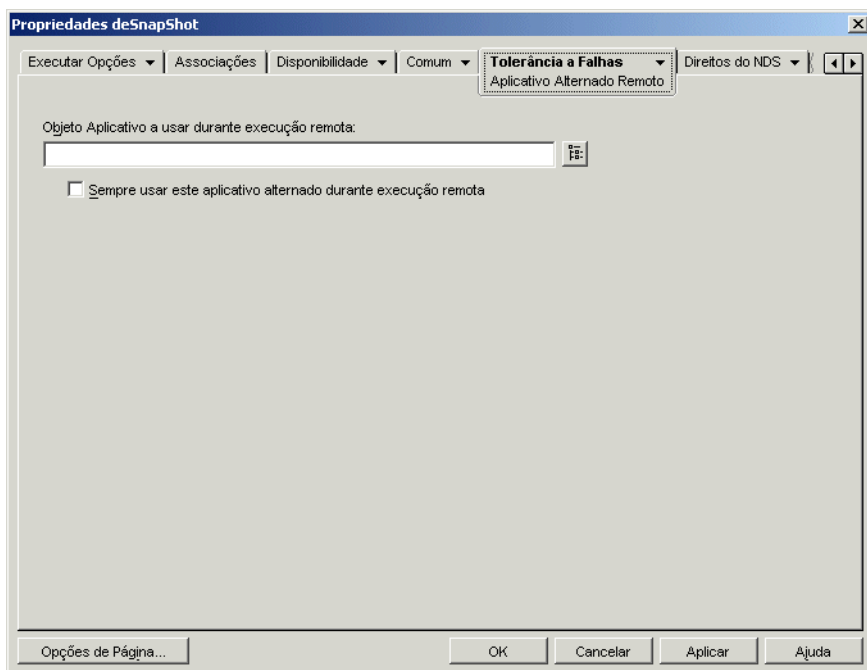 Propriedades deSnapShot
Executar Opções Associações Disponibilidade Comum Tolerância a Falhas Direitos do NDS
Aplicativo Alternado Remoto
Objeto Aplicativo a usar durante execução remota:
Sempre usar este aplicativo alternado durante execução remota
Opções de Página... OK Cancelar Aplicar Ajuda